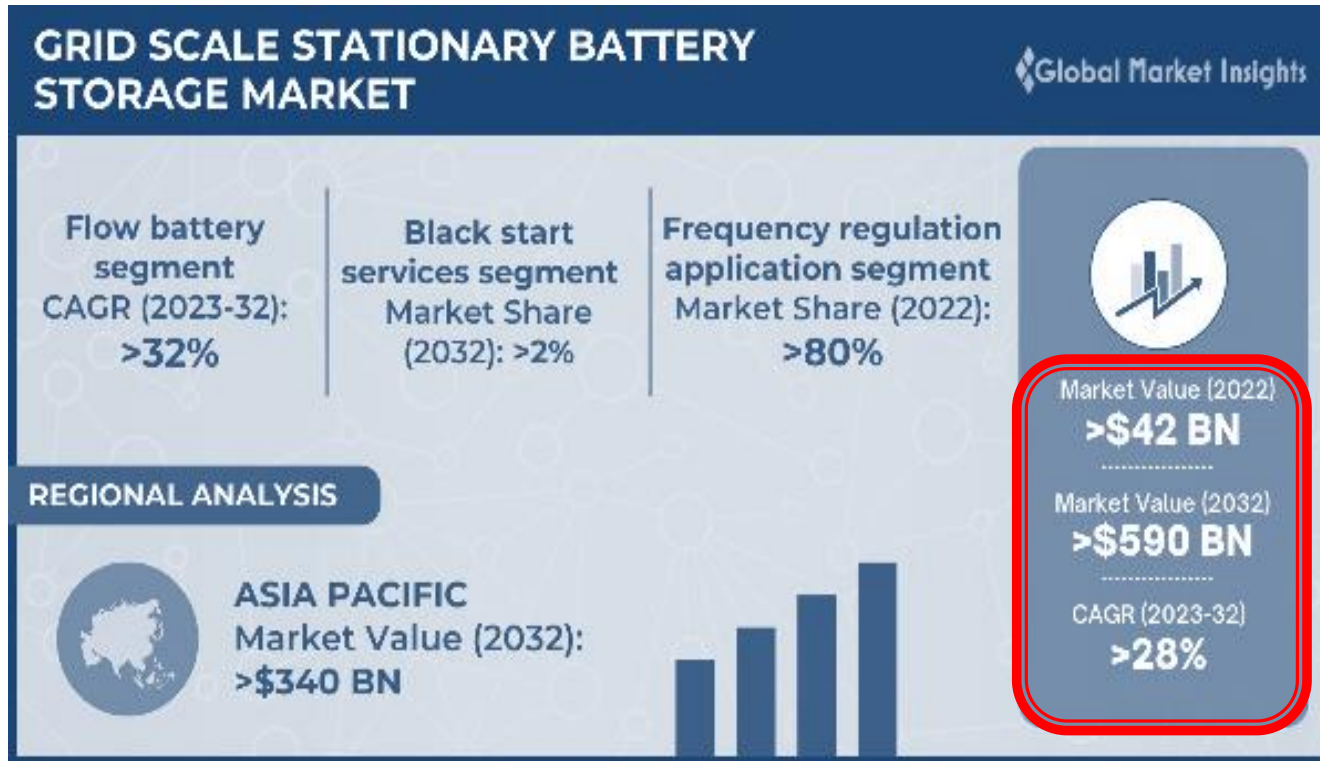 GRID SCALE STATIONARY BATTERY
STORAGE MARKET
Global Market Insights
Flow battery
segment
CAGR (2023-32):
>32%
Black start
services segment
Market Share
(2032): >2%
Frequency regulation
application segment
Market Share (2022):
>80%
Market Value (2022)
>$42 BN
Market Value (2032)
>$590 BN
CAGR (2023-32)
>28%
REGIONAL ANALYSIS
ASIA PACIFIC
Market Value (2032):
>$340 BN